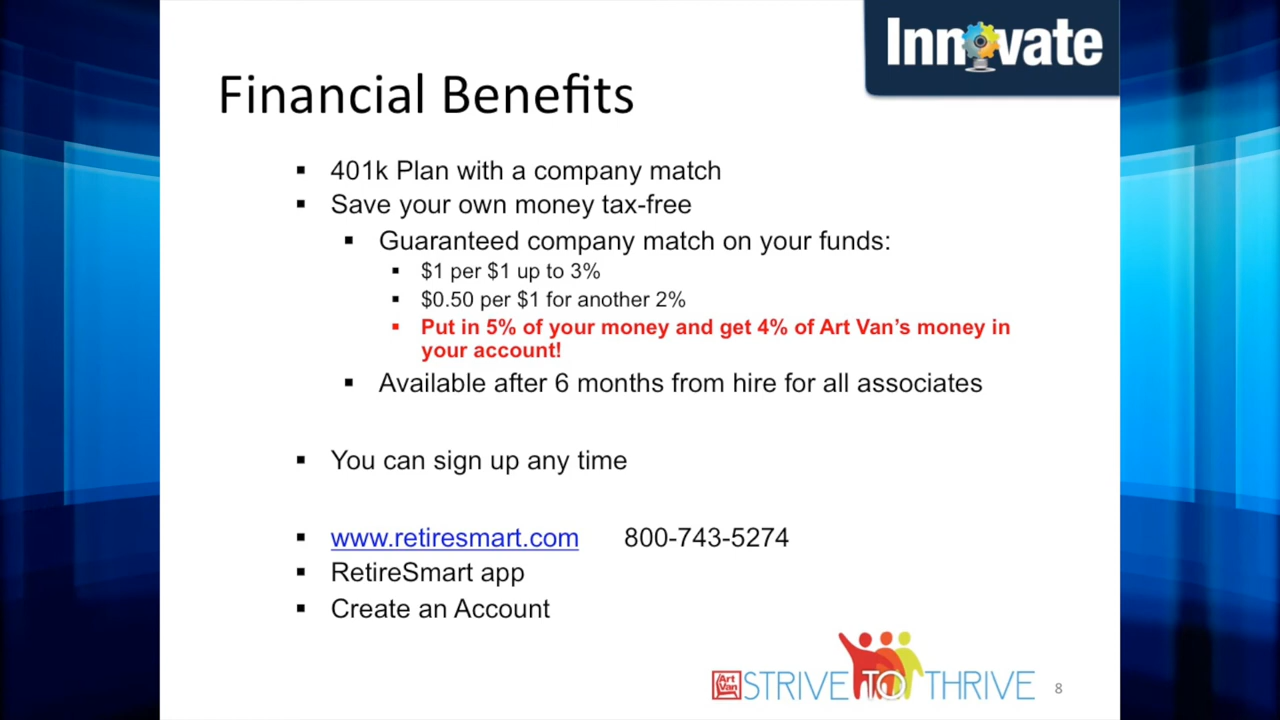 Innovate
Financial Benefits
▪ 401k Plan with a company match
▪ Save your own money tax-free
▪ Guaranteed company match on your funds:
▪ $1 per $1 up to 3%
▪ $0.50 per $1 for another 2%
▪ Put in 5% of your money and get 4% of Art Van’s money in
your account!
▪ Available after 6 months from hire for all associates
▪ You can sign up any time
▪ www.retiresmart.com 800-743-5274
▪ RetireSmart app
▪ Create an Account
Art
Van
STRIVE TO THRIVE
8